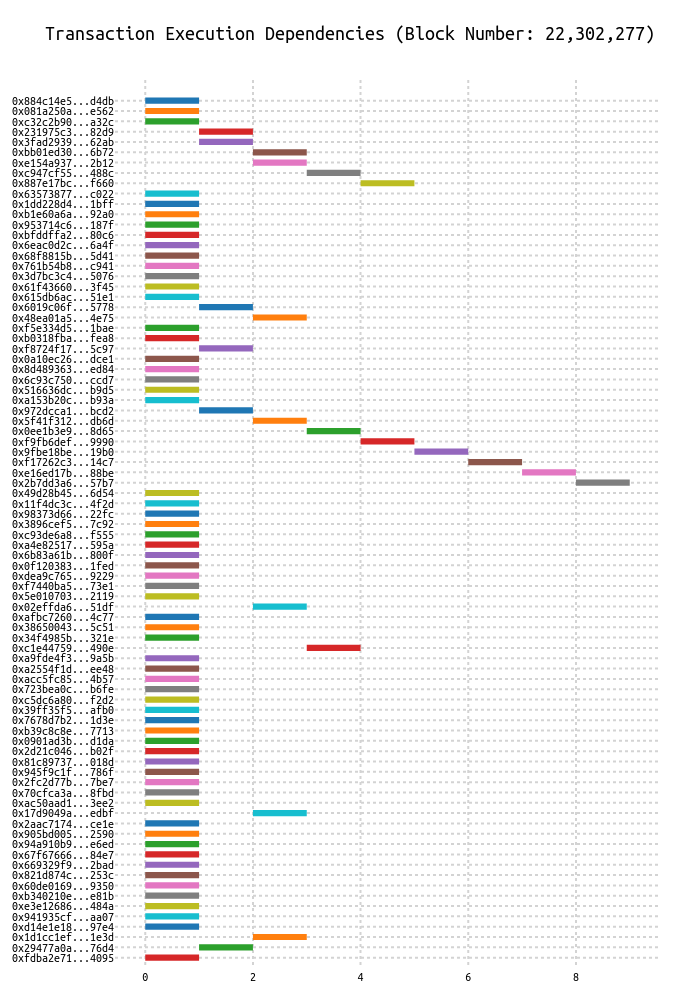 Transaction Execution Dependencies (Block Number: 22,302,277)
0x884c14e5...d4db
0x081a250a...e562
0xc32c2b90...a32c
0x231975c3...82d9
0x3fad2939...62ab
0xbb01ed30...6b72
0xe154a937...2b12
0xc947cf55...488c
0x887e17bc...f660
0x63573877...c022
0x1dd228d4...1bff
0xb1e60a6a...92a0
0x953714c6...187f
0xbfddffa2...80c6
0x6eac0d2c...6a4f
0x68f8815b...5d41
0x761b54b8...c941
0x3d7bc3c4...5076
0x61f43660...3f45
0x615db6ac...51e1
0x6019c06f...5778
0x48ea01a5...4e75
0xf5e334d5...1bae
0xb0318fba...fea8
0xf8724f17...5c97
0x0a10ec26...dce1
0x8d489363...ed84
0x6c93c750...ccd7
0x516636dc...b9d5
0xa153b20c...b93a
0x972dcca1...bcd2
0x5f41f312...db6d
0x0ee1b3e9...8d65
0xf9fb6def...9990
0x9fbe18be...19b0
0xf17262c3...14c7
0xe16ed17b...88be
0x2b7dd3a6...57b7
0x49d28b45...6d54
0x11f4dc3c...4f2d
0x98373d66...22fc
0x3896cef5...7c92
0xc93de6a8...f555
0xa4e82517...595a
0x6b83a61b...800f
0x0f120383...1fed
0xdea9c765...9229
0xf7440ba5...73e1
0x5e010703...2119
0x02effda6...51df
0xafbc7260...4c77
0x38650043...5c51
0x34f4985b...321e
0xc1e44759...490e
0xa9fde4f3...9a5b
0xa2554f1d...ee48
0xacc5fc85...4b57
0x723bea0c...b6fe
0xc5dc6a80...f2d2
0x39ff35f5...afb0
0x7678d7b2...1d3e
0xb39c8c8e...7713
0x0901ad3b...d1da
0x2d21c046...b02f
0x81c89737...018d
0x945f9c1f...786f
0x2fc2d77b...7be7
0x70cfca3a...8fbd
0xac50aad1...3ee2
0x17d9049a...edbf
0x2aac7174...ce1e
0x905bd005...2590
0x94a910b9...e6ed
0x67f67666...84e7
0x669329f9...2bad
0x821d874c...253c
0x60de0169...9350
0xb340210e...e81b
0xe3e12686...484a
0x941935cf...aa07
0xd14e1e18...97e4
0x1d1cc1ef...1e3d
0x29477a0a...76d4
0xfdba2e71...4095
0 2 4 6 8